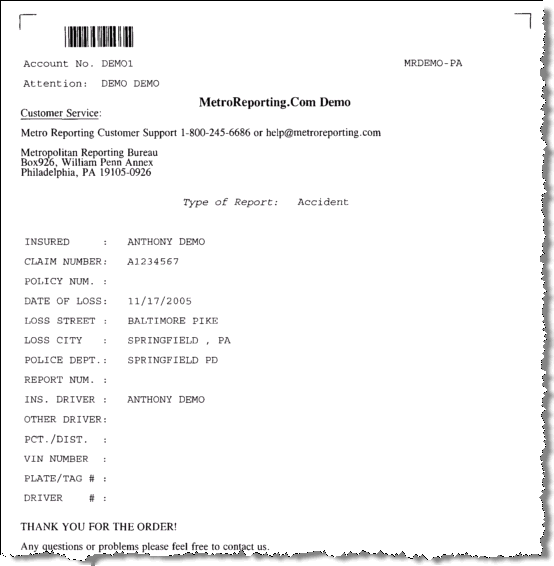 Account No. DEMO1 MRDEMO-PA
Attention: DEMO DEMO
MetroReporting.Com Demo
Customer Service:
Metro Reporting Customer Support 1-800-245-6686 or help@metroreporting.com
Metropolitan Reporting Bureau
Box926, William Penn Annex
Philadelphia, PA 19105-0926
Type of Report: Accident
INSURED : ANTHONY DEMO
CLAIM NUMBER: A1234567
POLICY NUM. :
DATE OF LOSS: 11/17/2005
LOSS STREET : BALTIMORE PIKE
LOSS CITY : SPRINGFIELD , PA
POLICE DEPT.: SPRINGFIELD PD
REPORT NUM. :
INS. DRIVER : ANTHONY DEMO
OTHER DRIVER:
PCT./DIST. :
VIN NUMBER :
PLATE/TAG # :
DRIVER # :
THANK YOU FOR THE ORDER!
Any questions or problems please feel free to contact us.